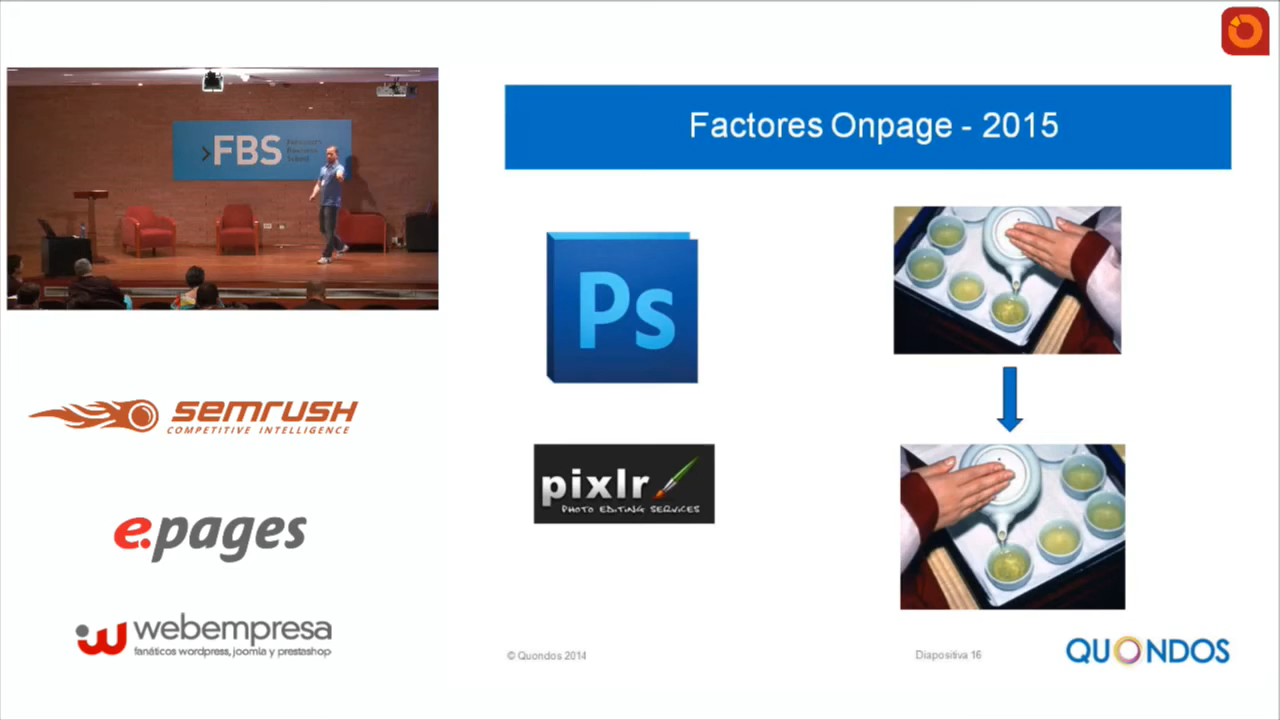 >FBS
SEMRUSH
COMPETITIVE INTELLIGENCE
e.pages
webempresa
fanáticos wordpress, joomla y prestashop
Factores Onpage - 2015
Ps
pixlr
PHOTO EDITING SERVICES
© Quondos 2014
Diapositiva 16
QUONDOS